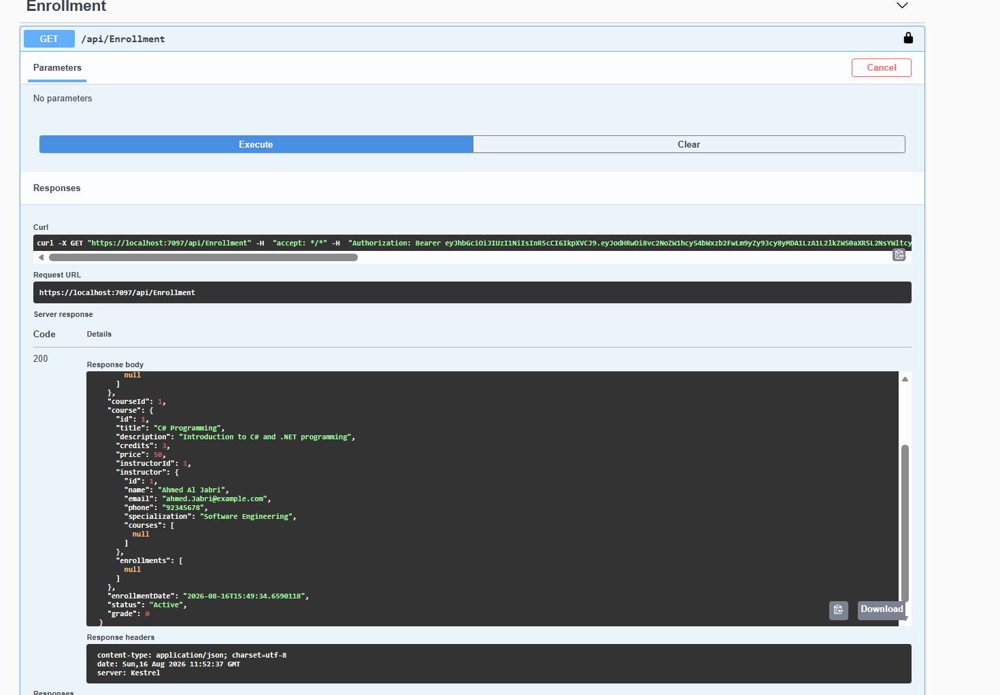 Enrollment
GET /api/Enrollment
Parameters
Cancel
No parameters
Execute
Clear
Responses
Curl
curl -X GET "https://localhost:7097/api/Enrollment" -H  "accept: */*" -H  "Authorization: Bearer eyJhbGciOiJIUzI1NiIsInR5cCI6IkpXVCJ9.eyJodHRwOi8vc2NoZW1hcy54bWxzb2FwLm9yZy93cy8yMDA1LzA1L2lkZW50aXR5L2NsYWltcy
Request URL
https://localhost:7097/api/Enrollment
Server response
Code Details
200
Response body
null
]
},
"courseId": 1,
"course": {
"id": 1,
"title": "C# Programming",
"description": "Introduction to C# and .NET programming",
"credits": 3,
"price": 50,
"instructorId": 1,
"instructor": {
"id": 1,
"name": "Ahmed Al Jabri",
"email": "ahmed.Jabri@example.com",
"phone": "92345678",
"specialization": "Software Engineering",
"courses": [
null
]
},
"enrollments": [
null
]
},
"enrollmentDate": "2026-08-16T15:49:34.6590118",
"status": "Active",
"grade": 0
}
Download
Response headers
content-type: application/json; charset=utf-8
date: Sun,16 Aug 2026 11:52:37 GMT
server: Kestrel
Responses